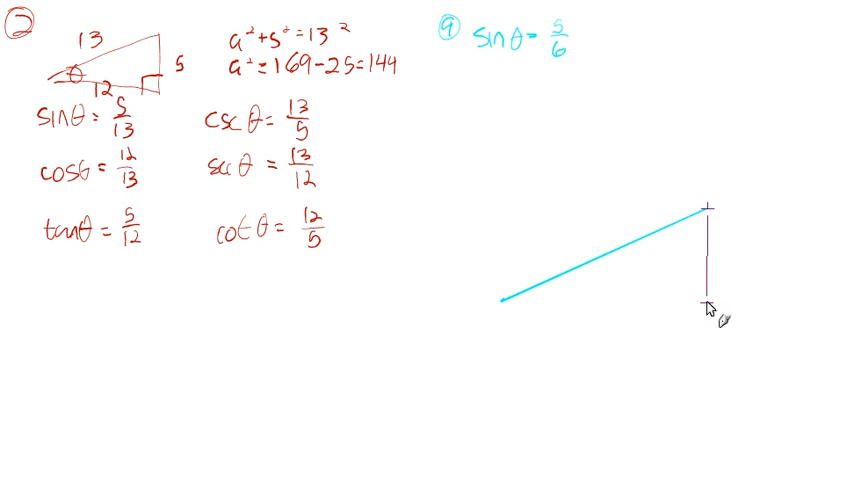 ②
13
θ
12
5
a² + 5² = 13²
a² = 169 - 25 = 144
sin θ = 5/13
csc θ = 13/5
cos θ = 12/13
sec θ = 13/12
tan θ = 5/12
cot θ = 12/5
⑨ sin θ = 5/6